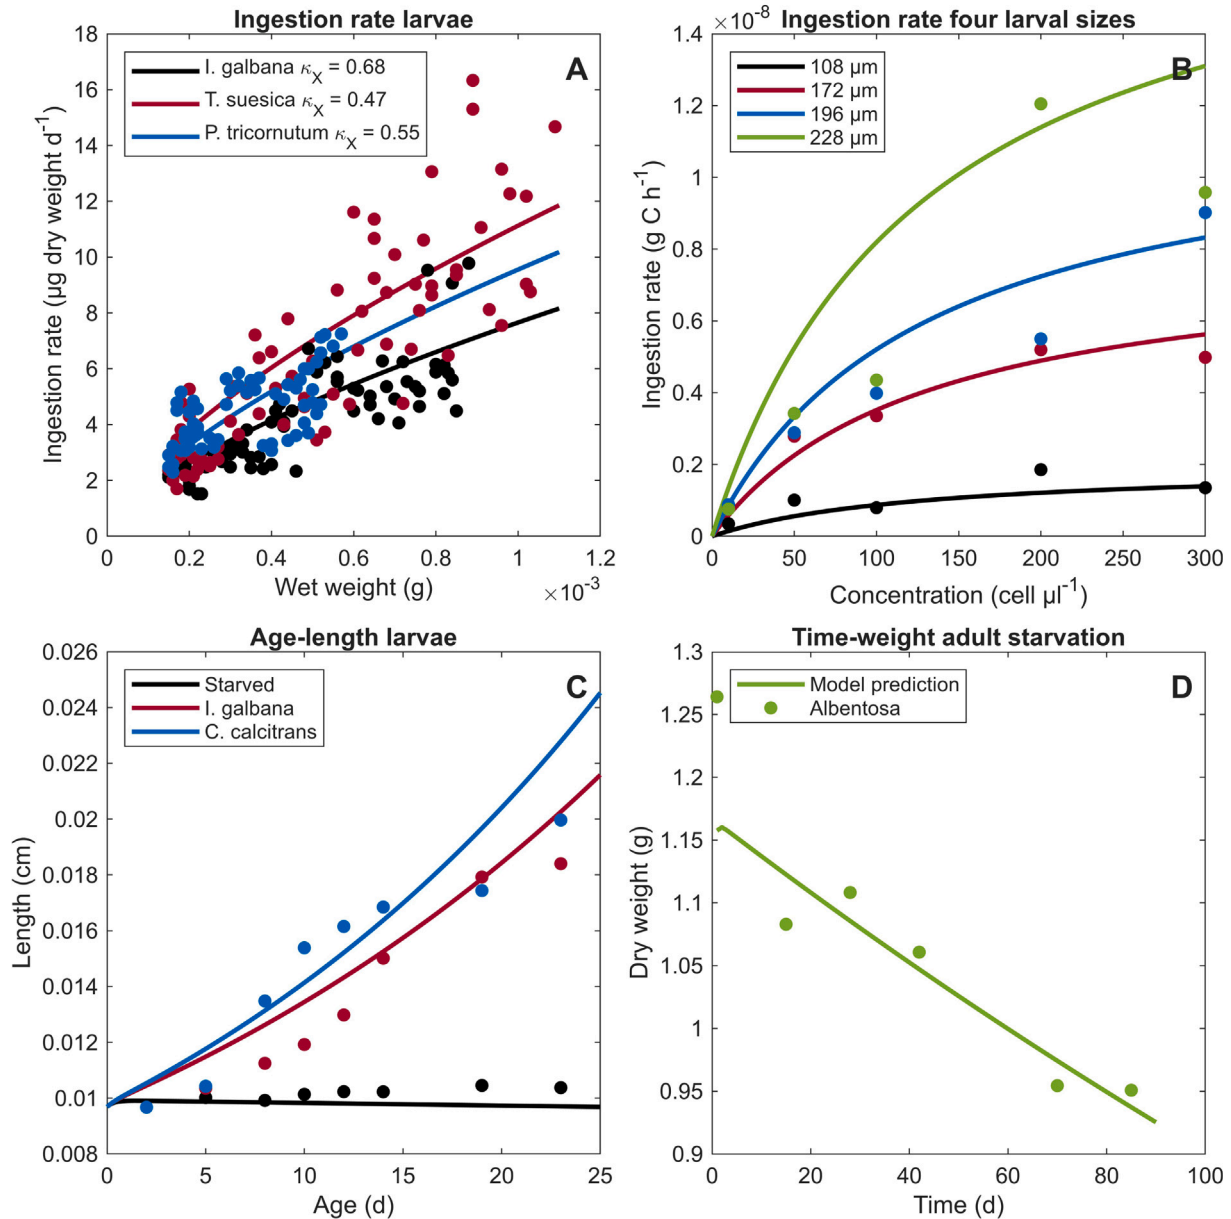 Ingestion rate larvae
A
I. galbana κX = 0.68
T. suesica κX = 0.47
P. tricornutum κX = 0.55
Ingestion rate (µg dry weight d-1)
18
16
14
12
10
8
6
4
2
0
0 0.2 0.4 0.6 0.8 1 1.2
Wet weight (g)
×10-3
Ingestion rate four larval sizes
×10-8
B
108 µm
172 µm
196 µm
228 µm
Ingestion rate (g C h-1)
1.4
1.2
1
0.8
0.6
0.4
0.2
0
0 50 100 150 200 250 300
Concentration (cell µl-1)
Age-length larvae
C
Starved
I. galbana
C. calcitrans
Length (cm)
0.026
0.024
0.022
0.02
0.018
0.016
0.014
0.012
0.01
0.008
0 5 10 15 20 25
Age (d)
Time-weight adult starvation
D
Model prediction
Albentosa
Dry weight (g)
1.3
1.25
1.2
1.15
1.1
1.05
1
0.95
0.9
0 20 40 60 80 100
Time (d)